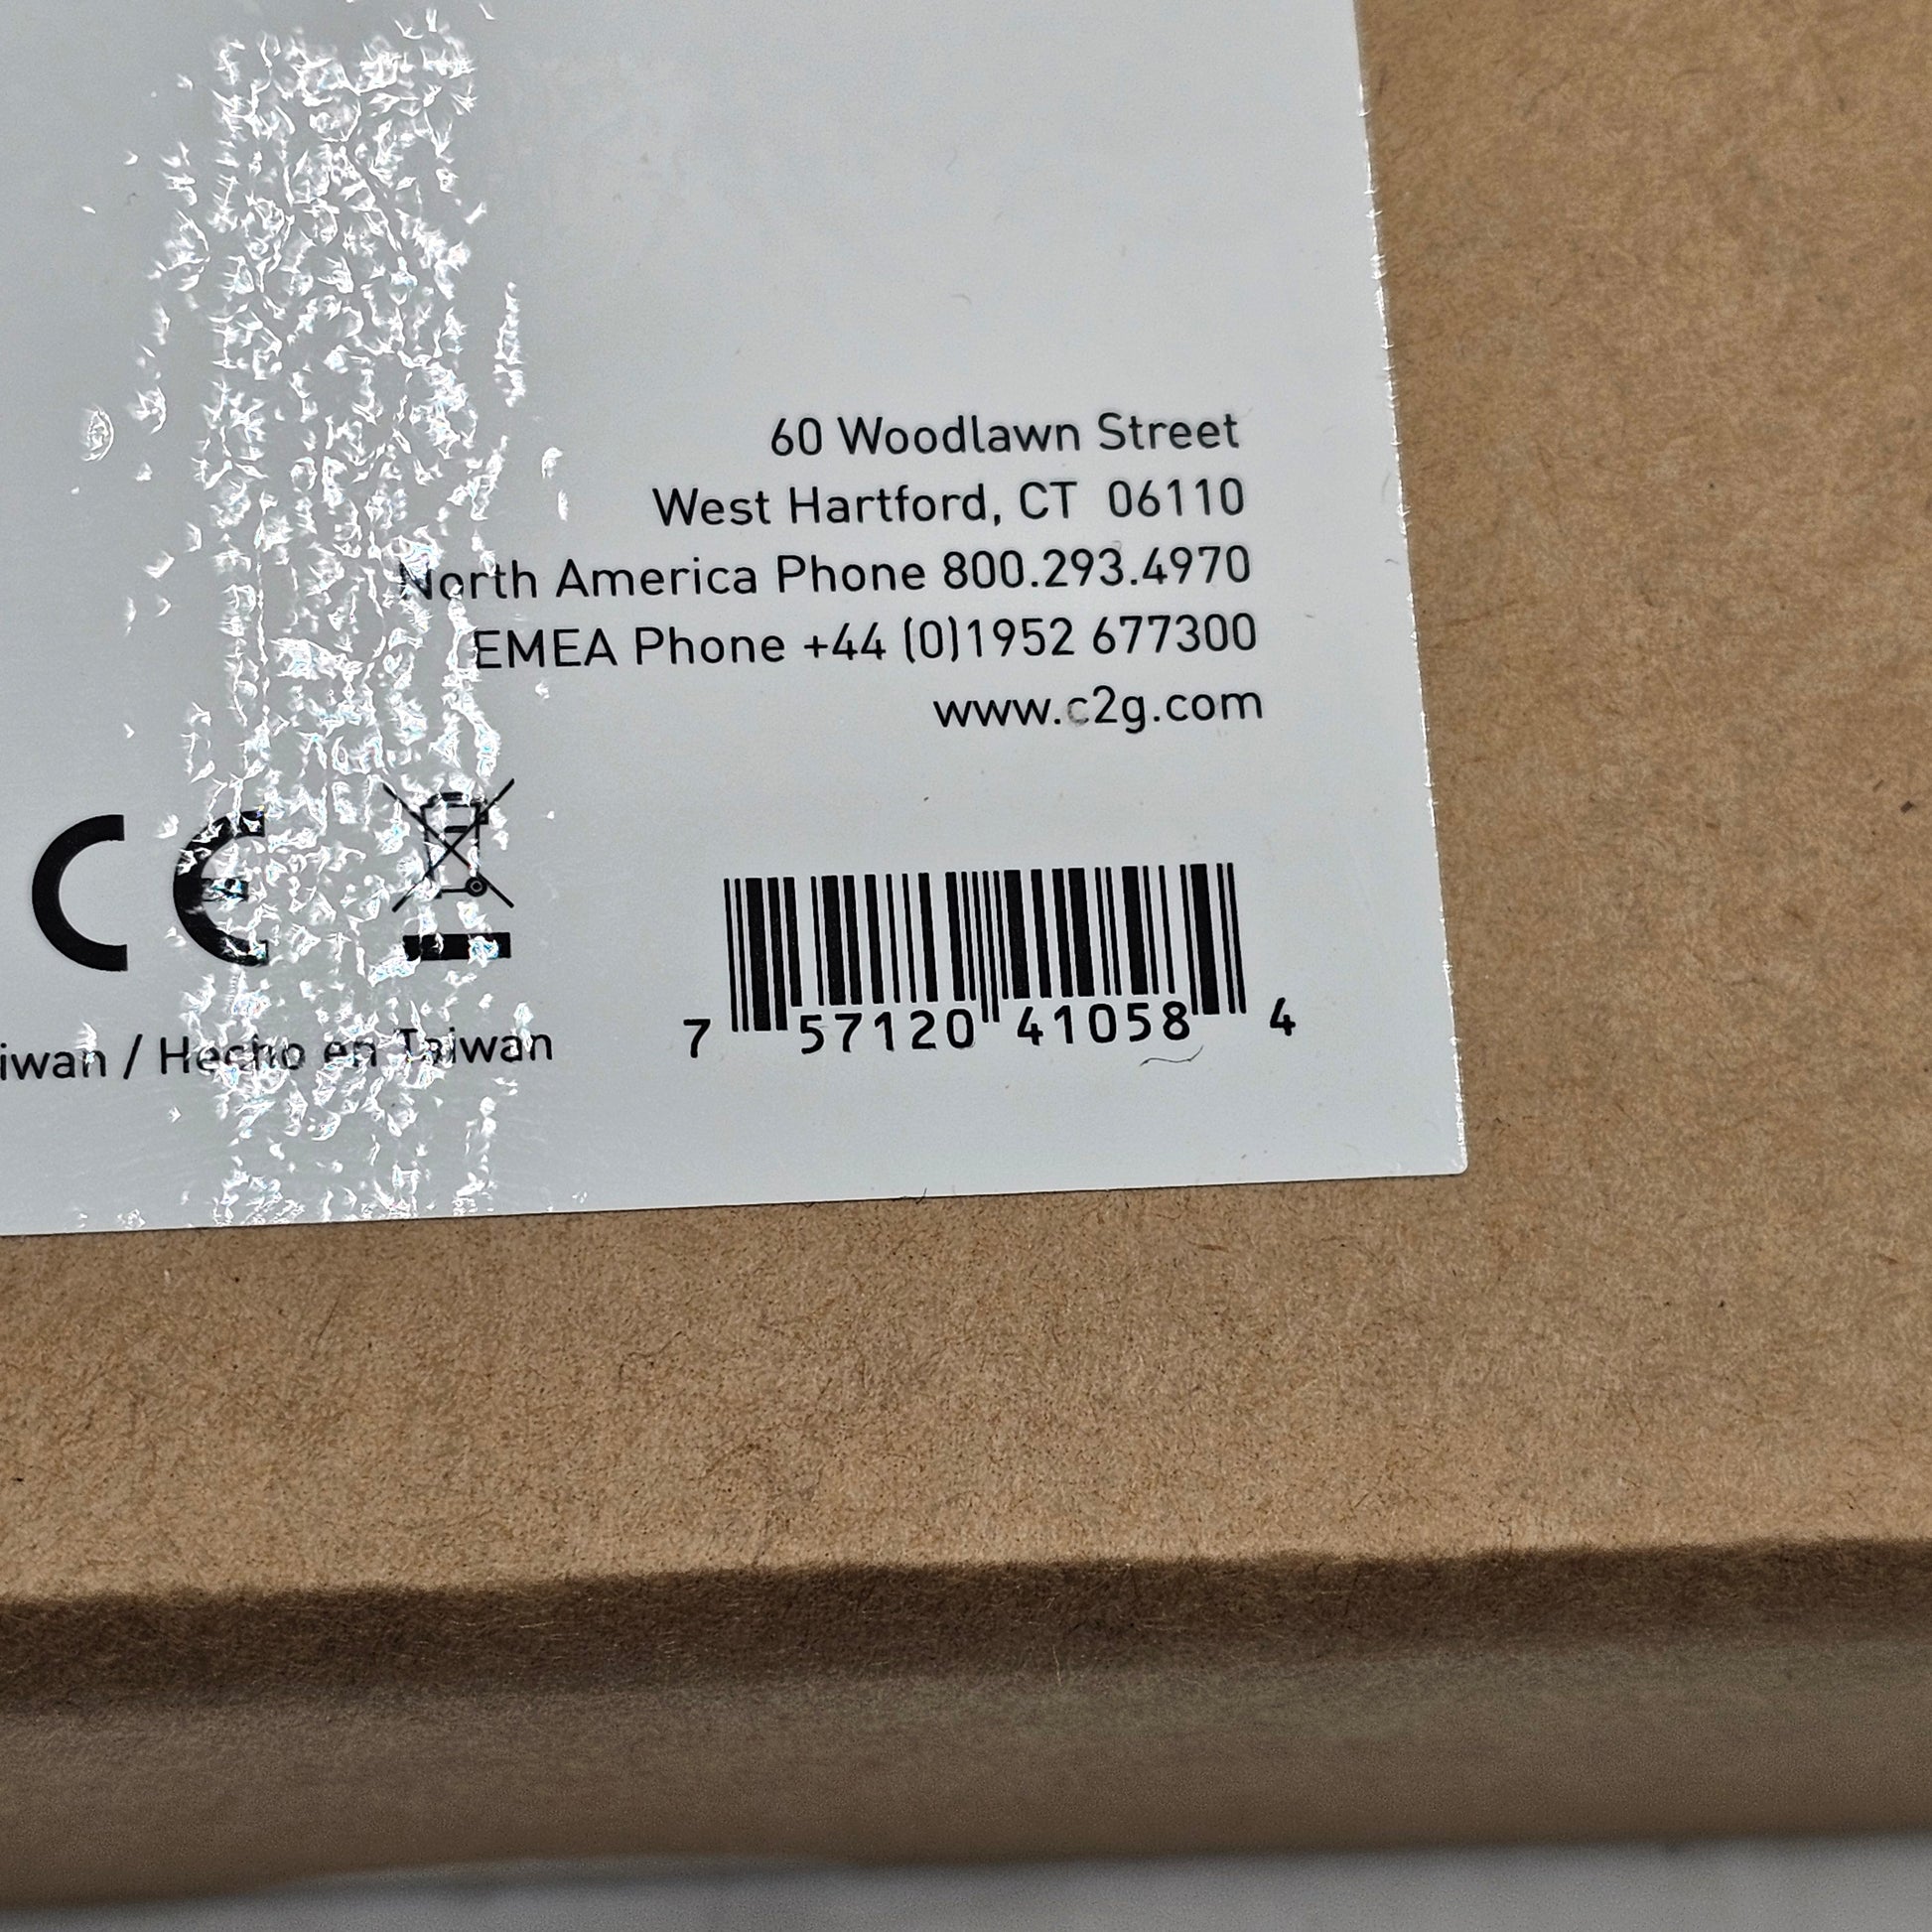 60 Woodlawn Street
West Hartford, CT  06110
North America Phone 800.293.4970
EMEA Phone +44 (0)1952 677300
www.c2g.com
CE
iwan / Hecho en Taiwan
7 57120 41058 4